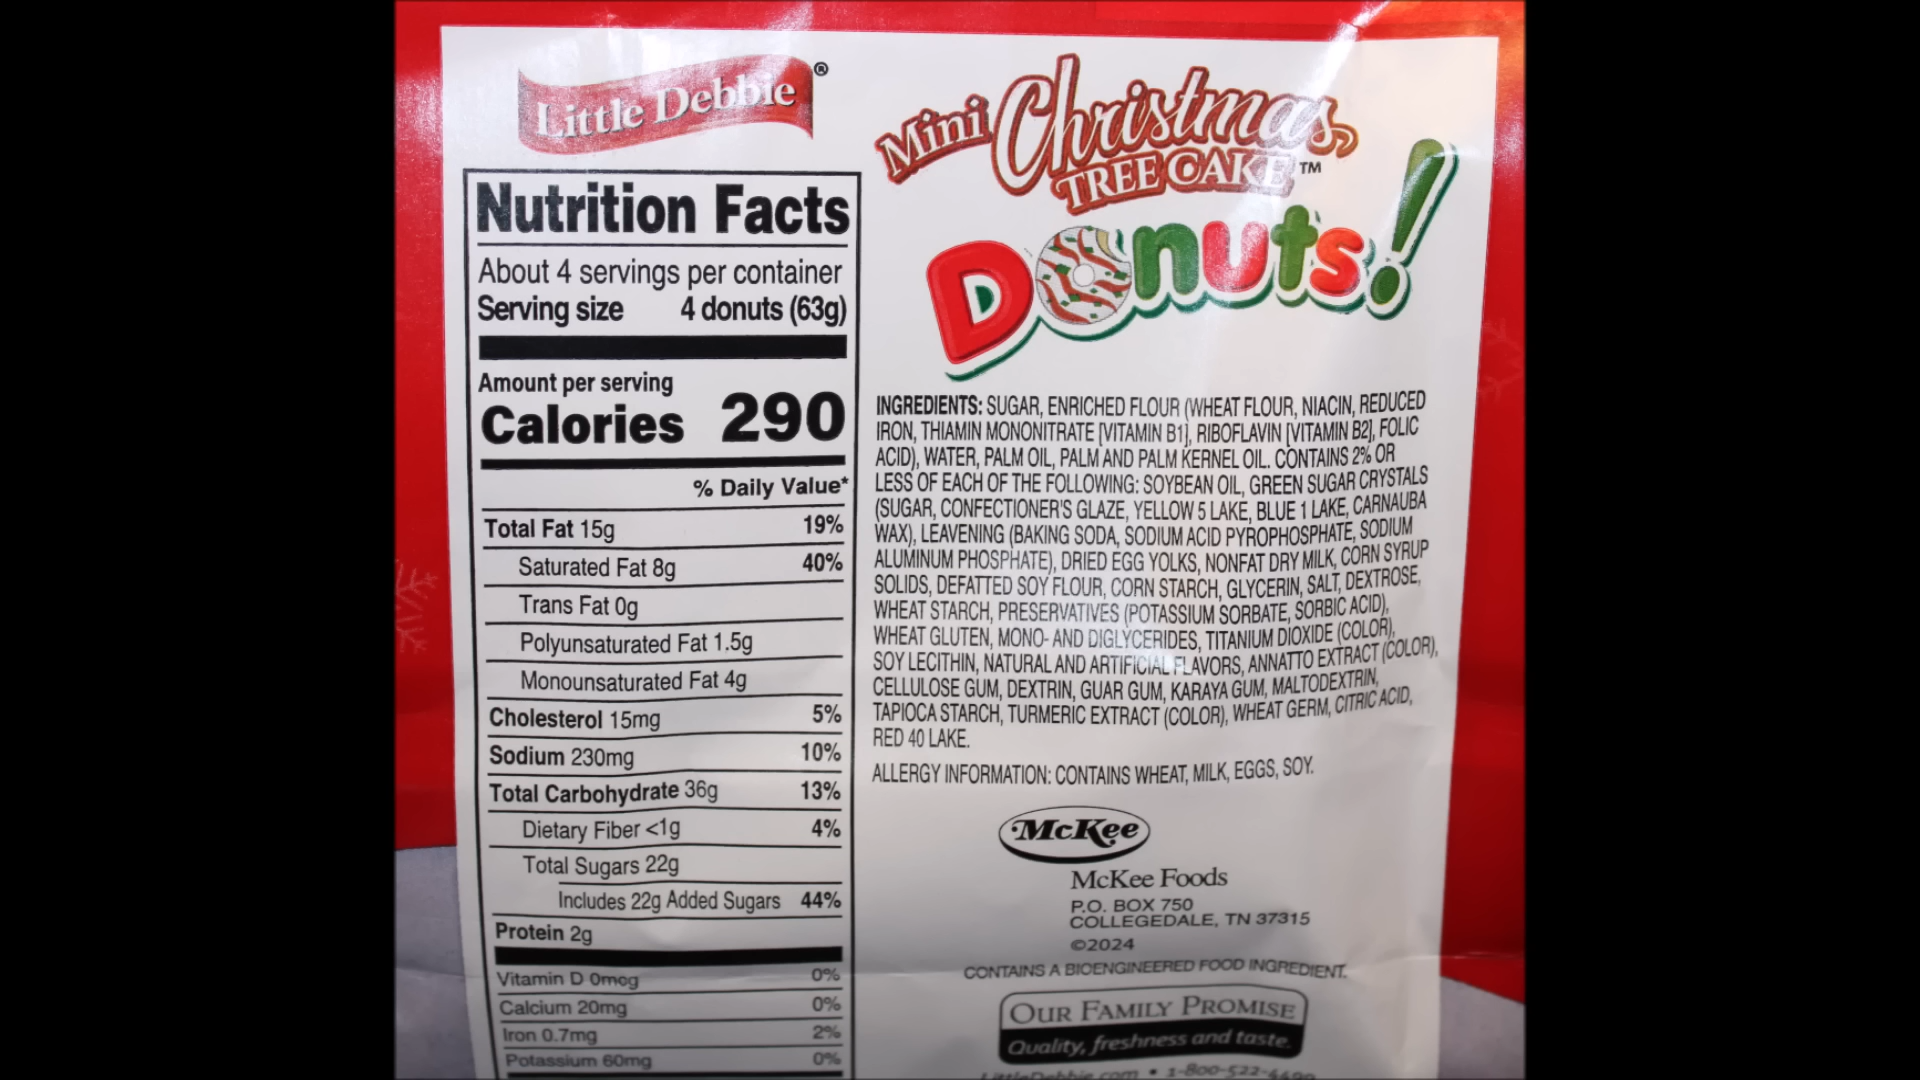 Little Debbie®
Mini Christmas
TREE CAKE™
Donuts!
Nutrition Facts
About 4 servings per container
Serving size 4 donuts (63g)
Amount per serving
Calories 290
% Daily Value*
Total Fat 15g 19%
Saturated Fat 8g 40%
Trans Fat 0g
Polyunsaturated Fat 1.5g
Monounsaturated Fat 4g
Cholesterol 15mg 5%
Sodium 230mg 10%
Total Carbohydrate 36g 13%
Dietary Fiber <1g 4%
Total Sugars 22g
Includes 22g Added Sugars 44%
Protein 2g
Vitamin D 0mcg 0%
Calcium 20mg 0%
Iron 0.7mg 2%
Potassium 60mg 0%
INGREDIENTS: SUGAR, ENRICHED FLOUR (WHEAT FLOUR, NIACIN, REDUCED
IRON, THIAMIN MONONITRATE [VITAMIN B1], RIBOFLAVIN [VITAMIN B2], FOLIC
ACID), WATER, PALM OIL, PALM AND PALM KERNEL OIL. CONTAINS 2% OR
LESS OF EACH OF THE FOLLOWING: SOYBEAN OIL, GREEN SUGAR CRYSTALS
(SUGAR, CONFECTIONER'S GLAZE, YELLOW 5 LAKE, BLUE 1 LAKE, CARNAUBA
WAX), LEAVENING (BAKING SODA, SODIUM ACID PYROPHOSPHATE, SODIUM
ALUMINUM PHOSPHATE), DRIED EGG YOLKS, NONFAT DRY MILK, CORN SYRUP
SOLIDS, DEFATTED SOY FLOUR, CORN STARCH, GLYCERIN, SALT, DEXTROSE,
WHEAT STARCH, PRESERVATIVES (POTASSIUM SORBATE, SORBIC ACID),
WHEAT GLUTEN, MONO- AND DIGLYCERIDES, TITANIUM DIOXIDE (COLOR),
SOY LECITHIN, NATURAL AND ARTIFICIAL FLAVORS, ANNATTO EXTRACT (COLOR),
CELLULOSE GUM, DEXTRIN, GUAR GUM, KARAYA GUM, MALTODEXTRIN,
TAPIOCA STARCH, TURMERIC EXTRACT (COLOR), WHEAT GERM, CITRIC ACID,
RED 40 LAKE.
ALLERGY INFORMATION: CONTAINS WHEAT, MILK, EGGS, SOY.
McKee
McKee Foods
P.O. BOX 750
COLLEGEDALE, TN 37315
©2024
CONTAINS A BIOENGINEERED FOOD INGREDIENT.
OUR FAMILY PROMISE
Quality, freshness and taste.
LittleDebbie.com •